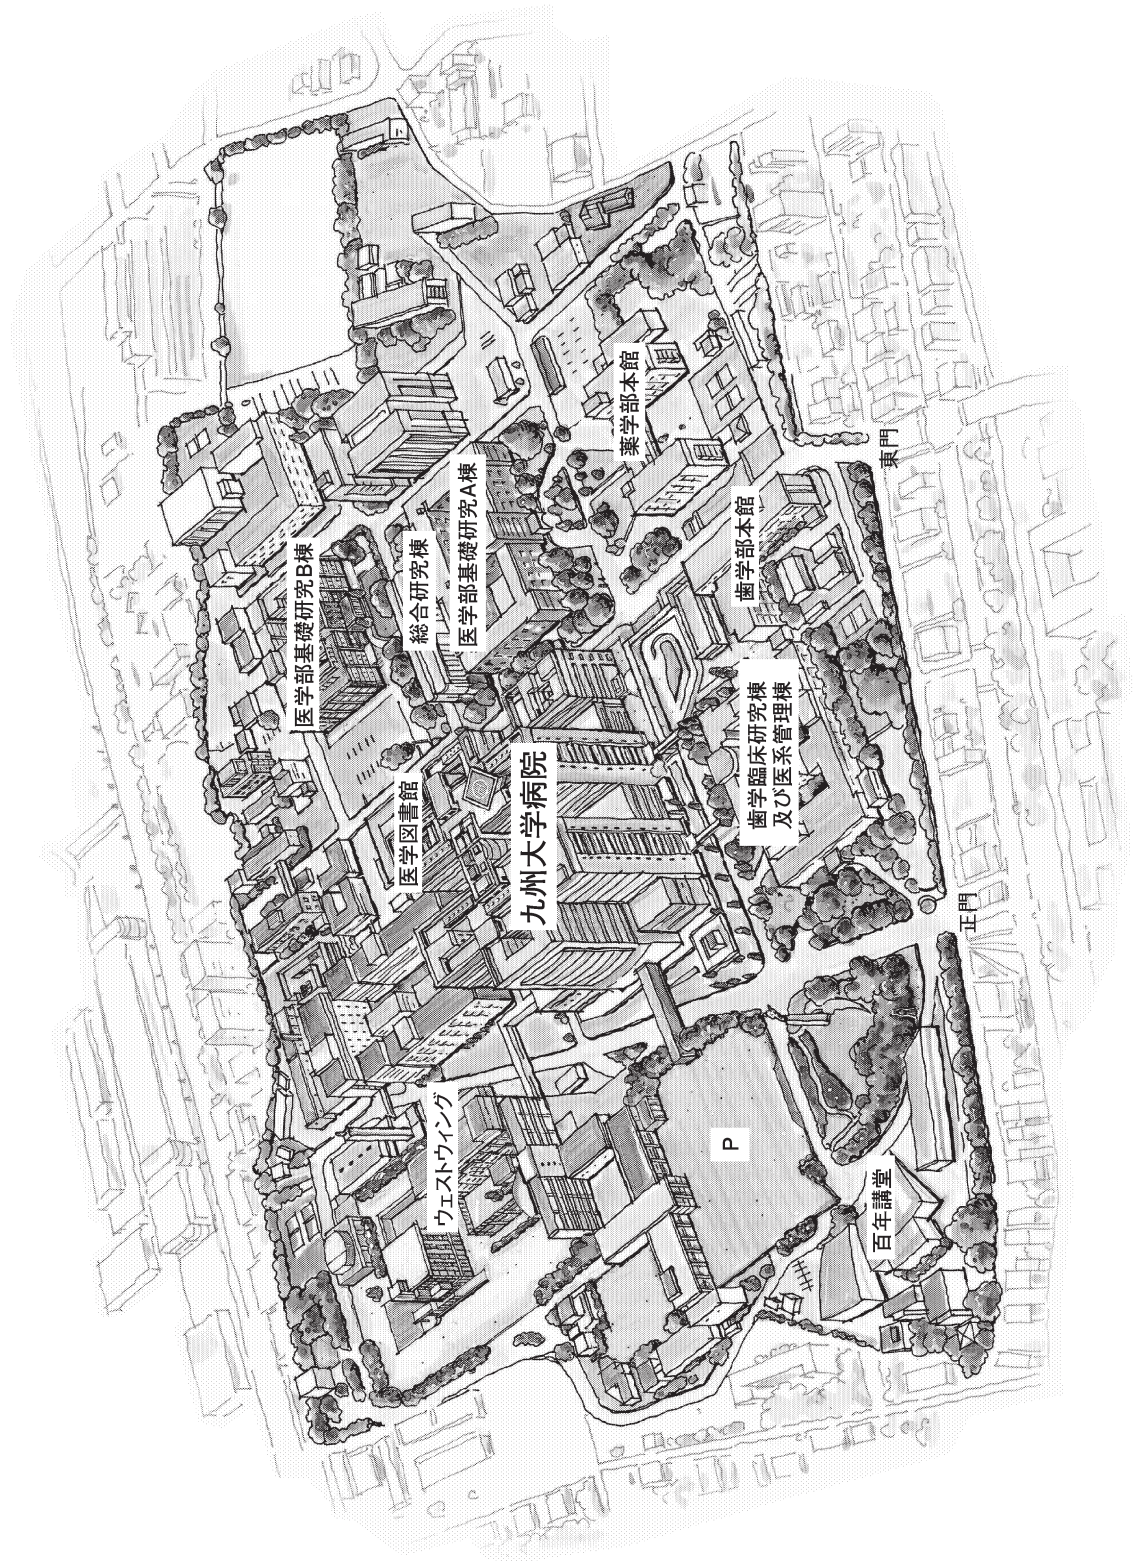 医学部基礎研究B棟
総合研究棟
医学部基礎研究A棟
薬学部本館
東門
歯学部本館
医学図書館
九州大学病院
歯学臨床研究棟
及び医系管理棟
正門
ウェストウィング
P
百年講堂